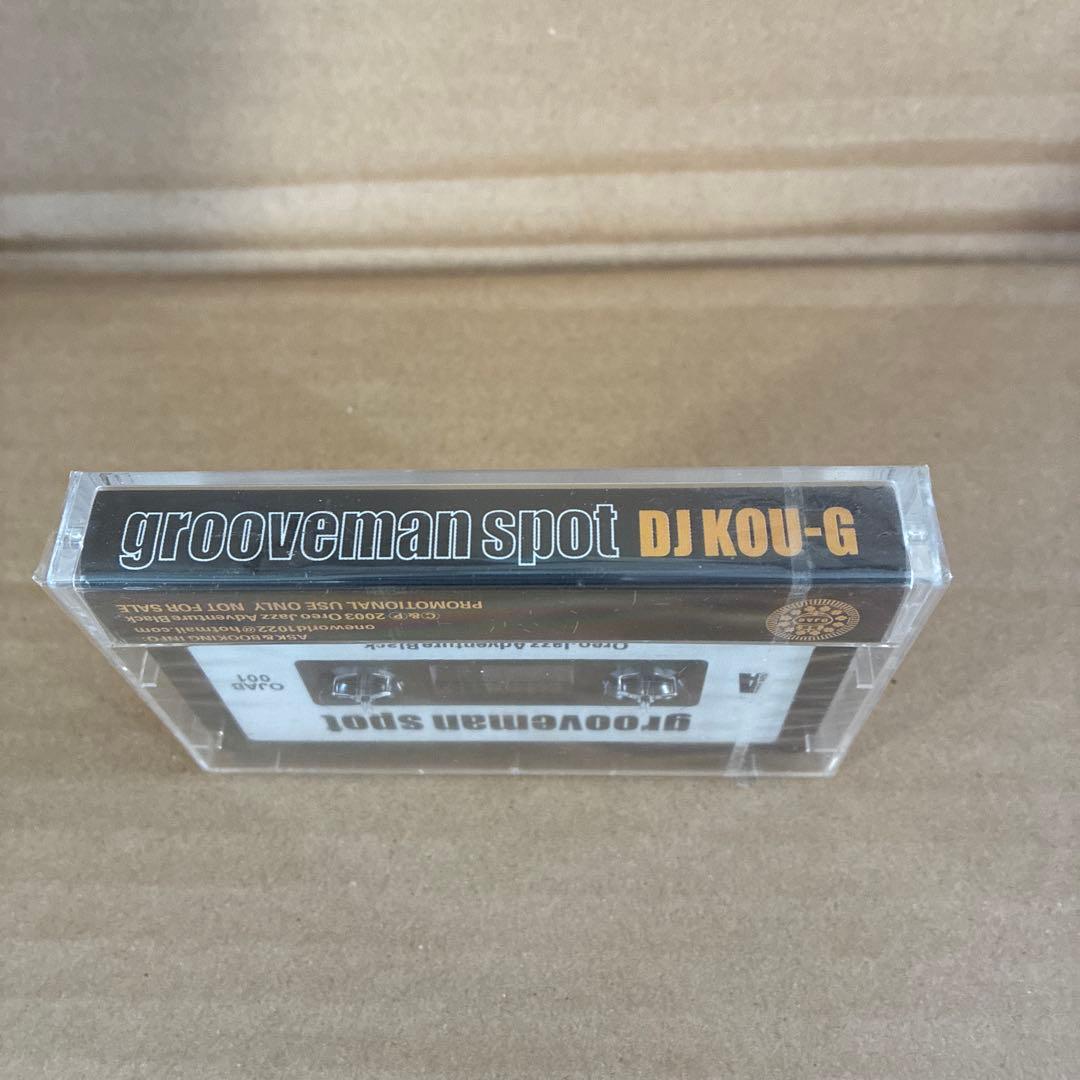 grooveman spot DJ KOU-G
ASK & BOOKING INFO:
oneworld1022@hotmail.com
©&℗ 2003 Oreo Jazz Adventure Black.
PROMOTIONAL USE ONLY NOT FOR SALE
OJAB
grooveman spot
A
OJAB
001
Oreo Jazz Adventure Black